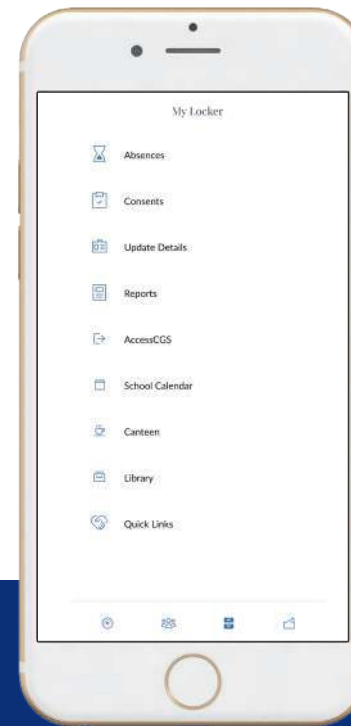 My Locker
Absences
Consents
Update Details
Reports
AccessCGS
School Calendar
Canteen
Library
Quick Links